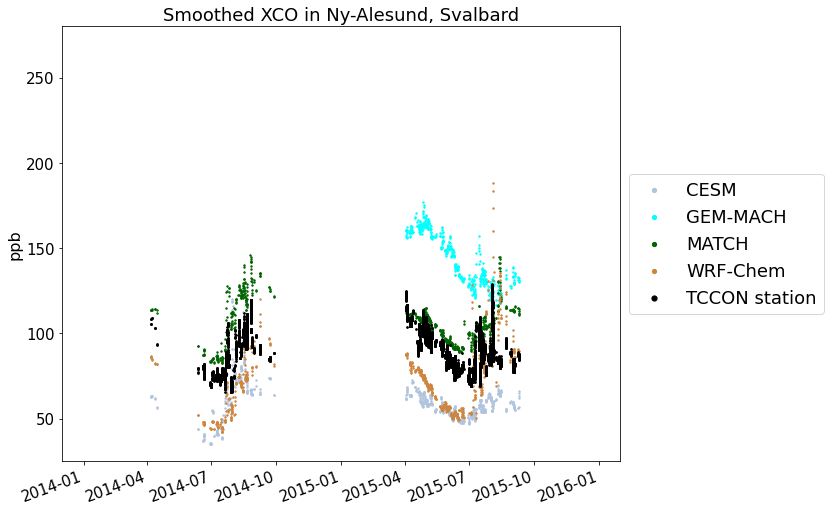 Smoothed XCO in Ny-Alesund, Svalbard
ppb
250
200
150
100
50
2014-01
2014-04
2014-07
2014-10
2015-01
2015-04
2015-07
2015-10
2016-01
CESM
GEM-MACH
MATCH
WRF-Chem
TCCON station